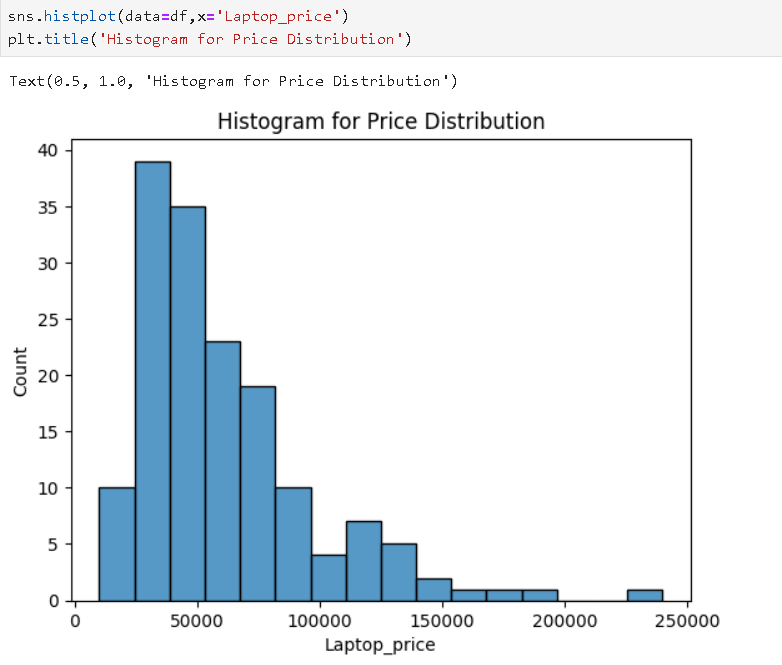 sns.histplot(data=df,x='Laptop_price')
plt.title('Histogram for Price Distribution')
Text(0.5, 1.0, 'Histogram for Price Distribution')
Histogram for Price Distribution
40
35
30
25
20
15
10
5
0
Count
0 50000 100000 150000 200000 250000
Laptop_price